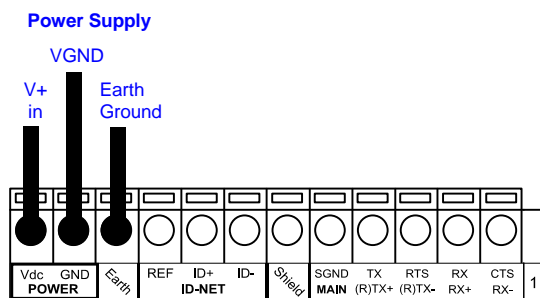 Power Supply
VGND
V+ in
Earth Ground
Vdc GND Earth REF ID+ ID- Shield SGND TX RTS RX CTS
POWER ID-NET MAIN (R)TX+ (R)TX- RX+ RX- 1